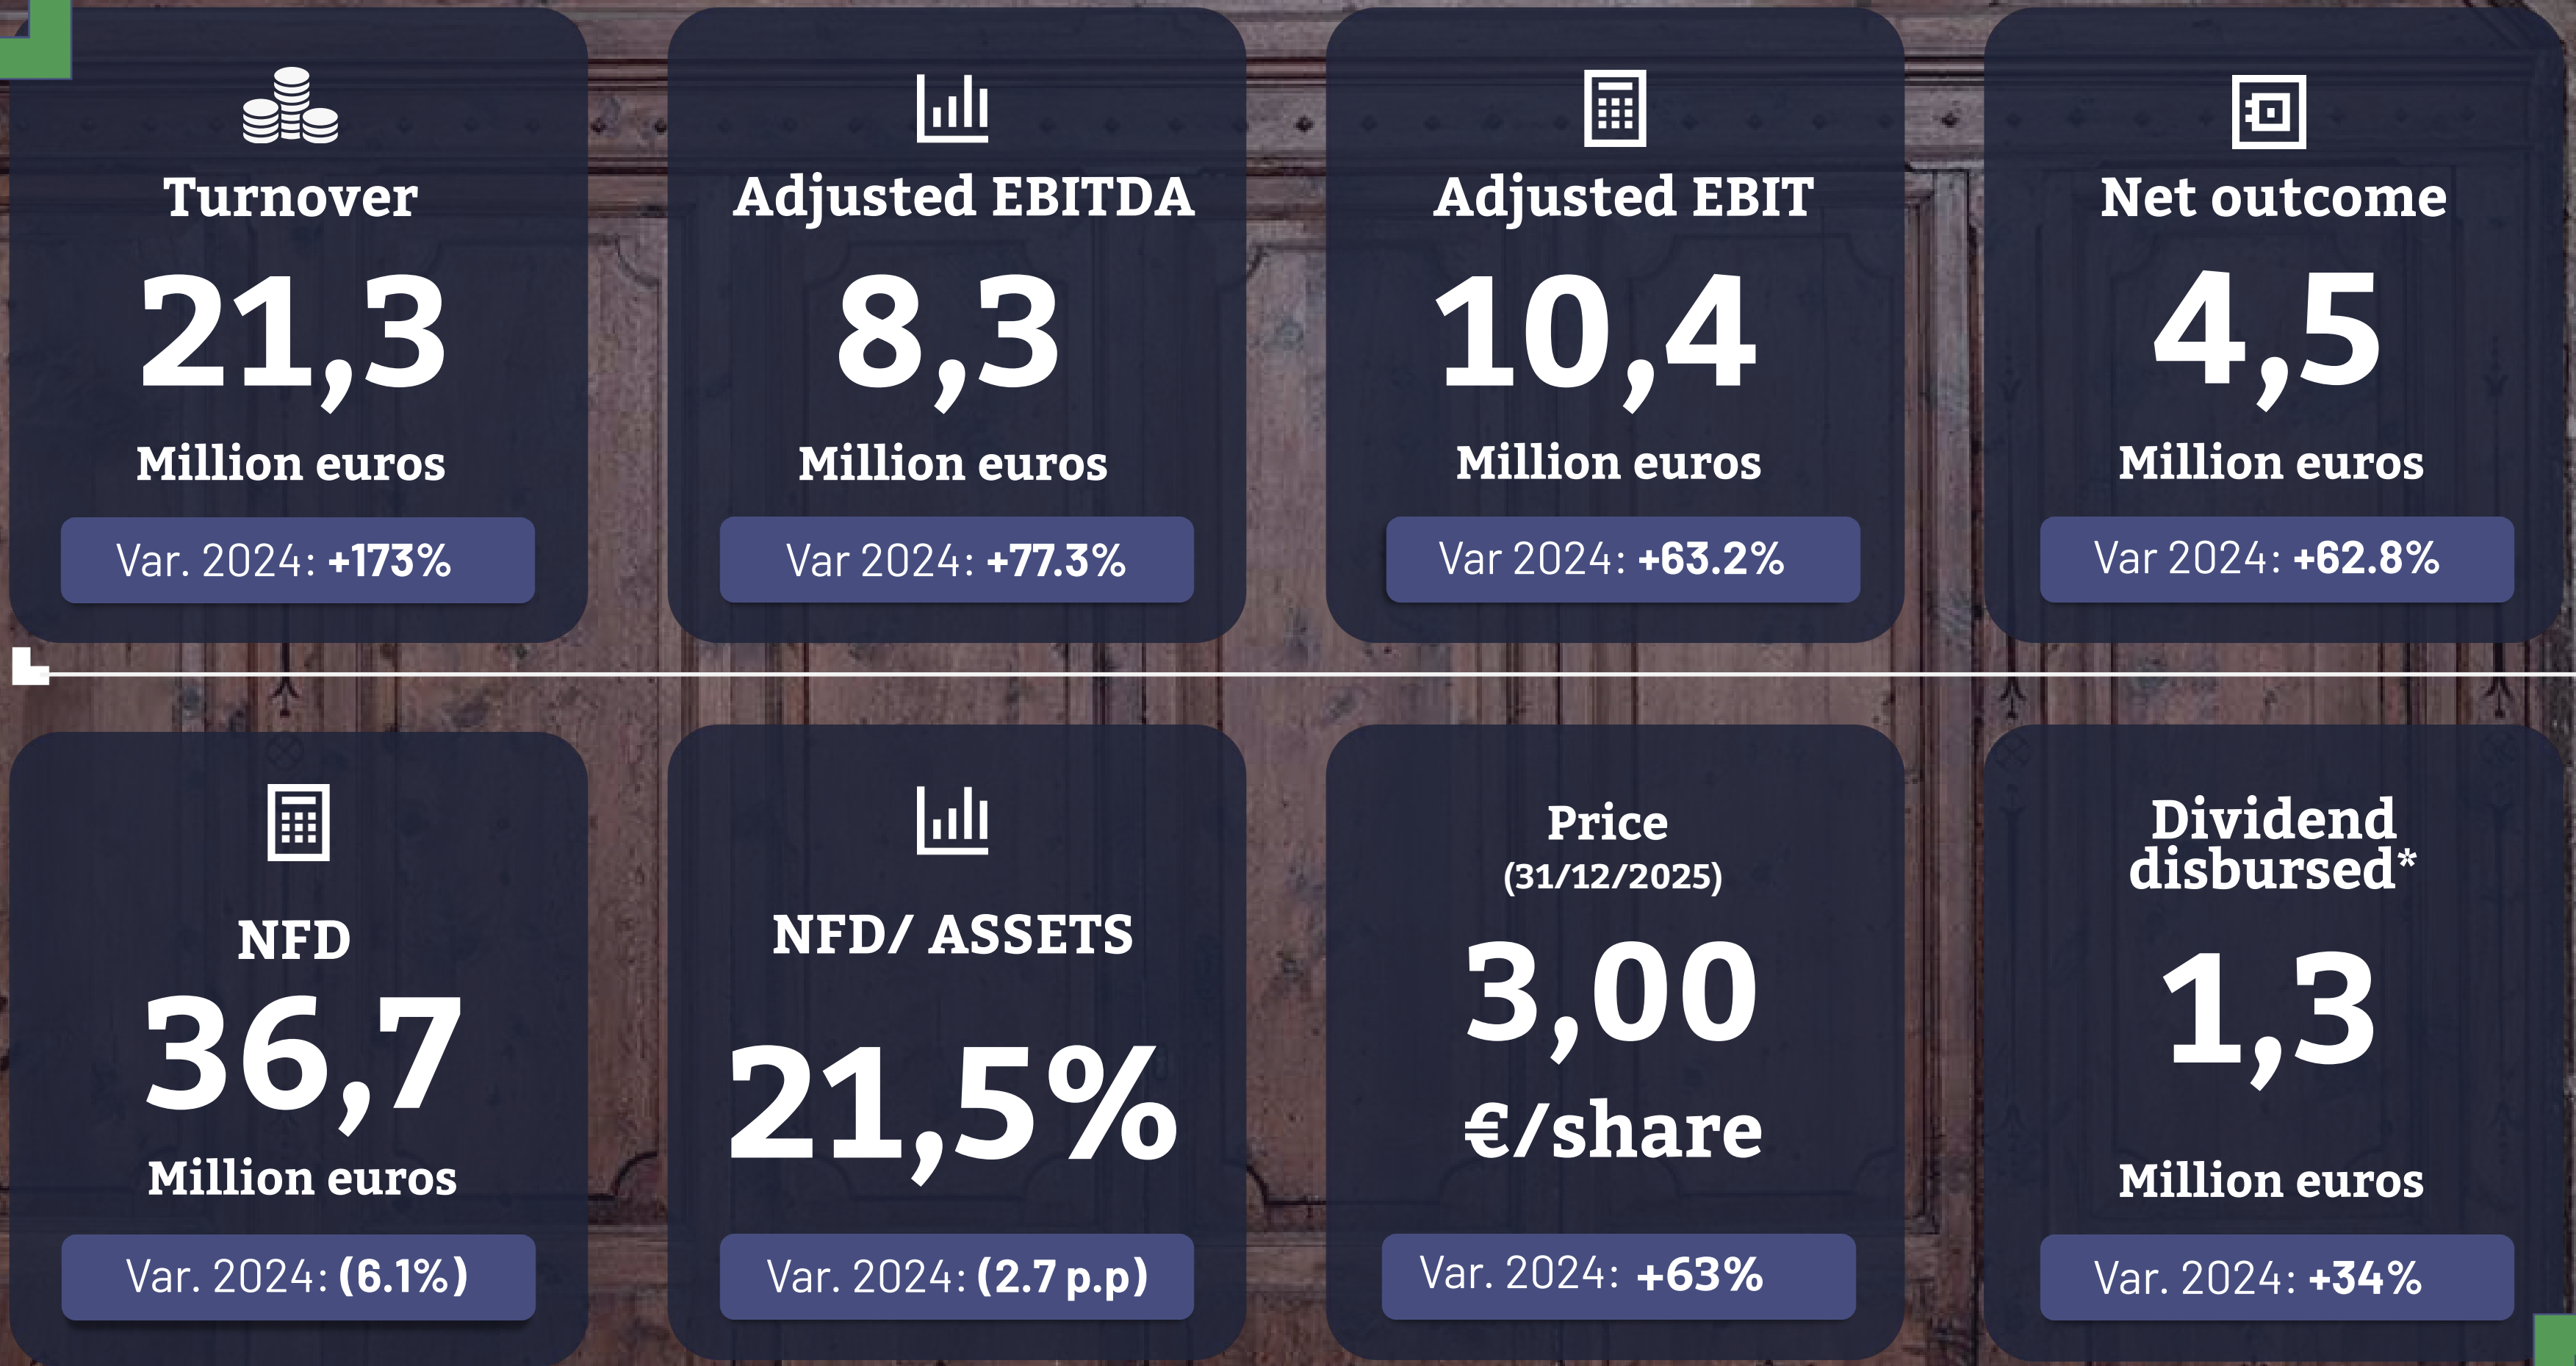 Turnover
21,3
Million euros
Var. 2024: +173%
Adjusted EBITDA
8,3
Million euros
Var 2024: +77.3%
Adjusted EBIT
10,4
Million euros
Var 2024: +63.2%
Net outcome
4,5
Million euros
Var 2024: +62.8%
NFD
36,7
Million euros
Var. 2024: (6.1%)
NFD/ ASSETS
21,5%
Var. 2024: (2.7 p.p)
Price
(31/12/2025)
3,00
€/share
Var. 2024: +63%
Dividend
disbursed*
1,3
Million euros
Var. 2024: +34%